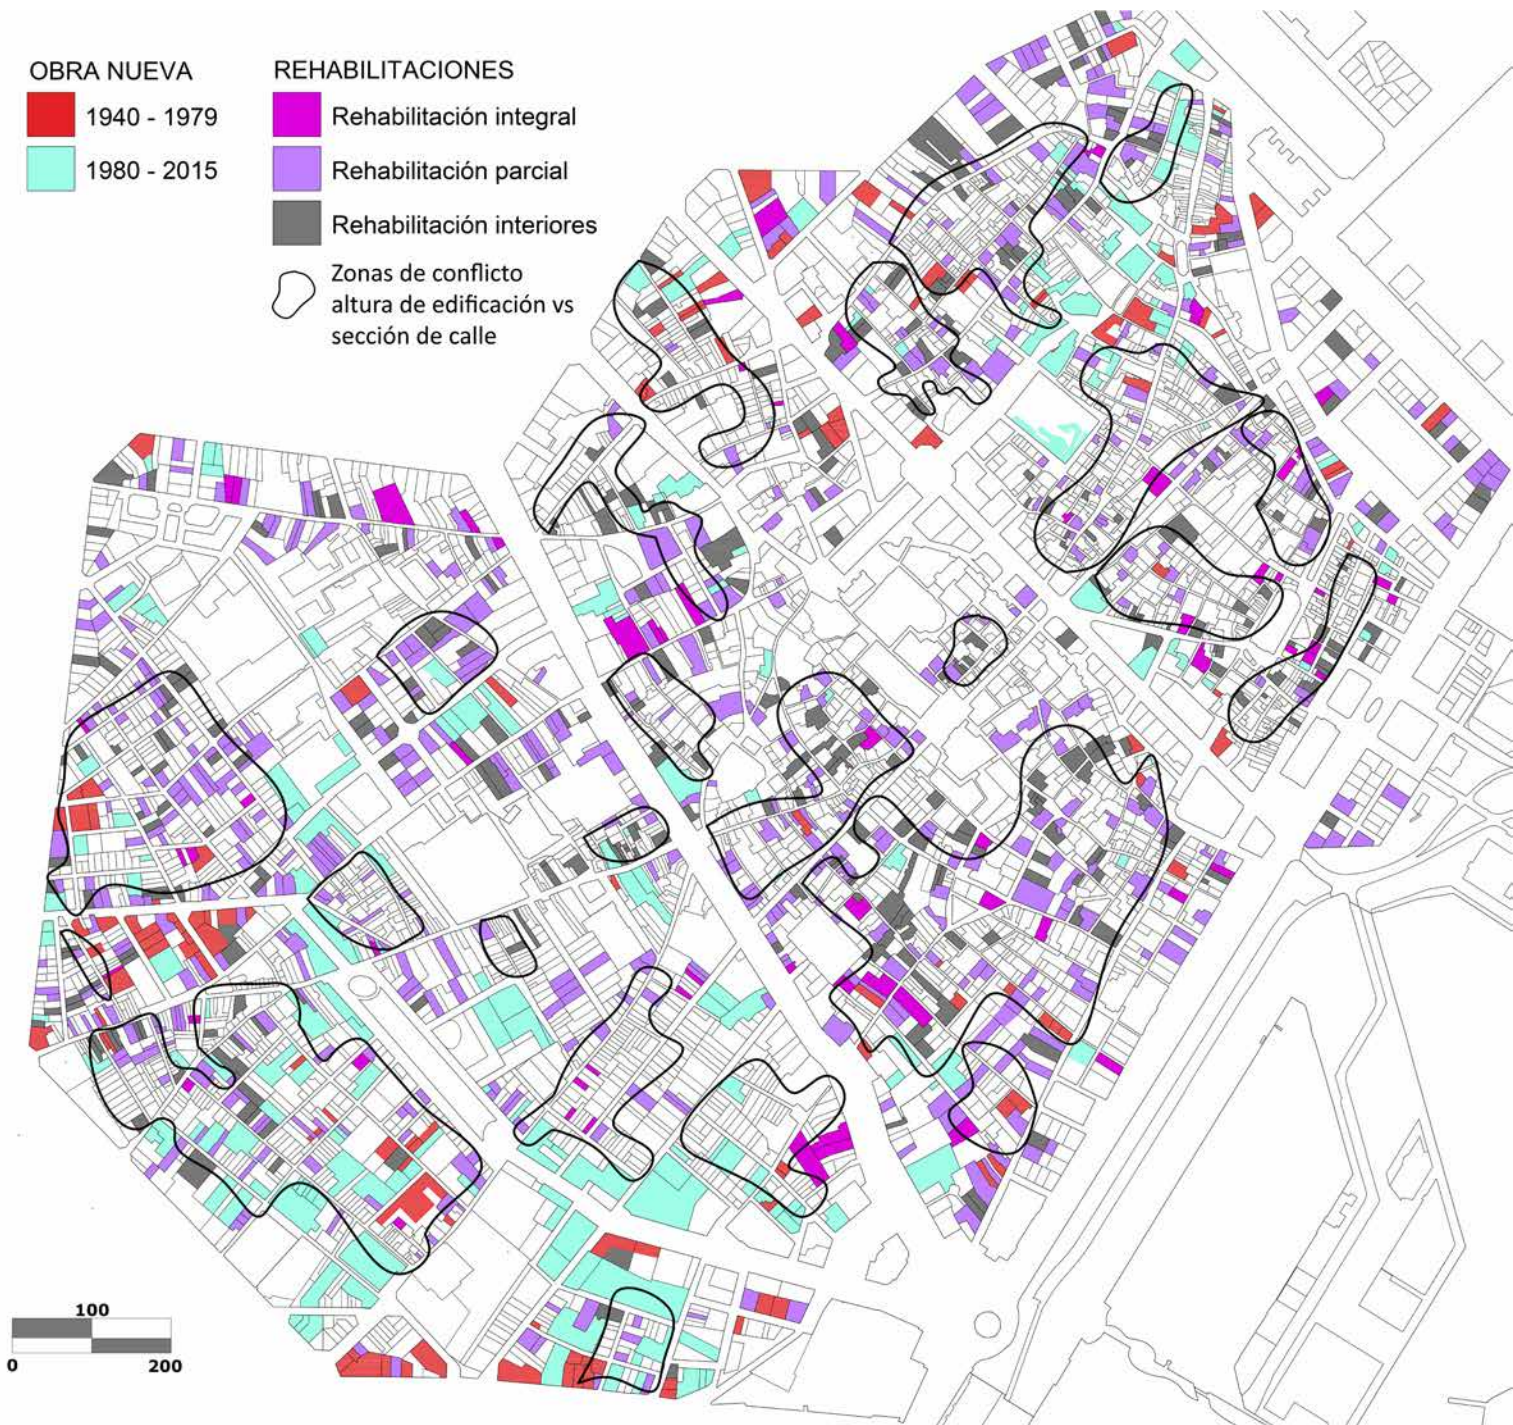 OBRA NUEVA
1940 - 1979
1980 - 2015
REHABILITACIONES
Rehabilitación integral
Rehabilitación parcial
Rehabilitación interiores
Zonas de conflicto
altura de edificación vs
sección de calle
100
0
200